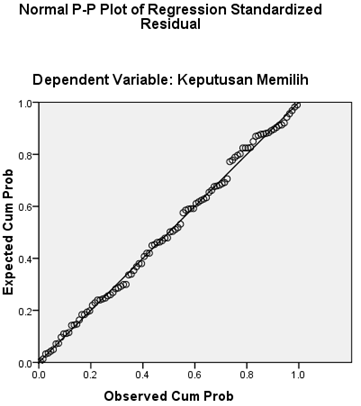 Normal P-P Plot of Regression Standardized
Residual
Dependent Variable: Keputusan Memilih
1.0
0.8
0.6
0.4
0.2
0.0
Expected Cum Prob
0.0 0.2 0.4 0.6 0.8 1.0
Observed Cum Prob